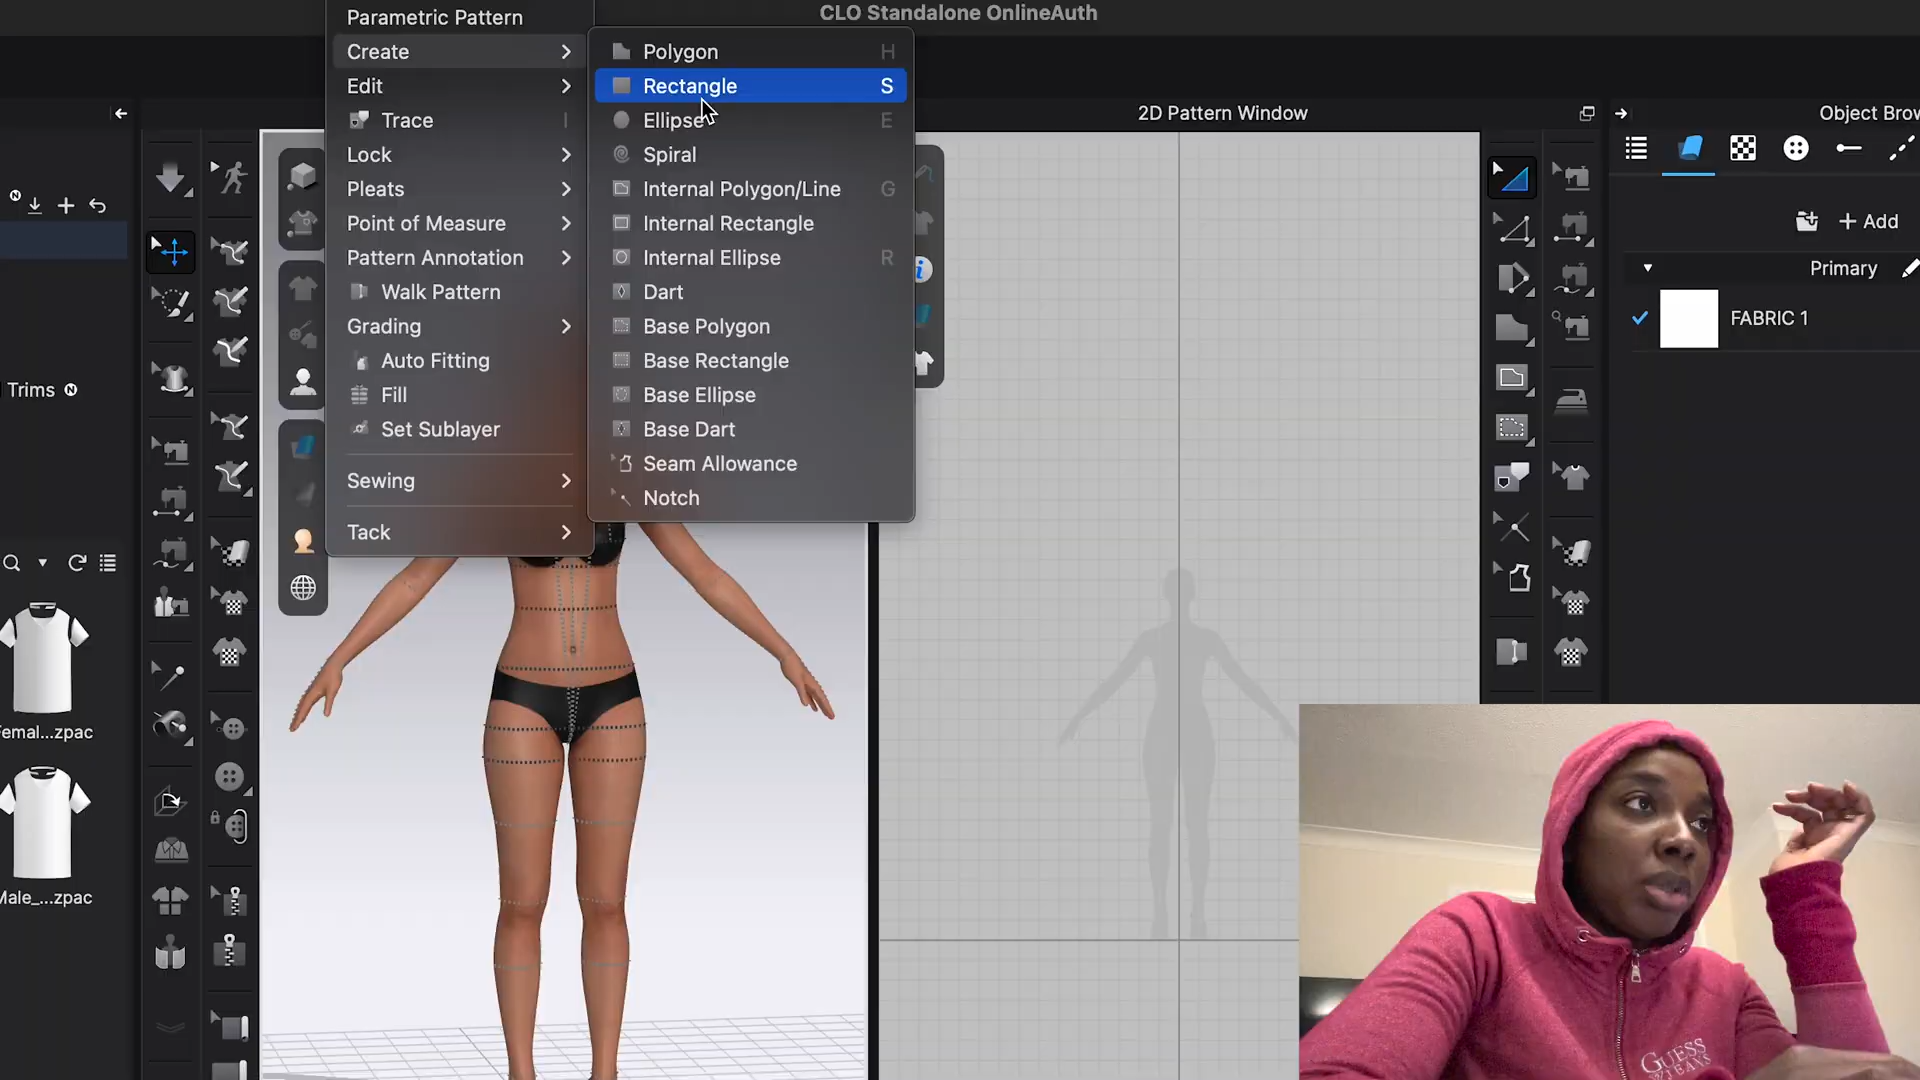 CLO Standalone OnlineAuth
Parametric Pattern
Create
Edit
Trace I
Lock
Pleats
Point of Measure
Pattern Annotation
Walk Pattern
Grading
Auto Fitting
Fill
Set Sublayer
Sewing
Tack
Polygon H
Rectangle S
Ellipse E
Spiral
Internal Polygon/Line G
Internal Rectangle
Internal Ellipse R
Dart
Base Polygon
Base Rectangle
Base Ellipse
Base Dart
Seam Allowance
Notch
2D Pattern Window
Object Brow
+ Add
Primary
FABRIC 1
N
Trims N
Femal...zpac
Male_...zpac
GUESS
JEANS